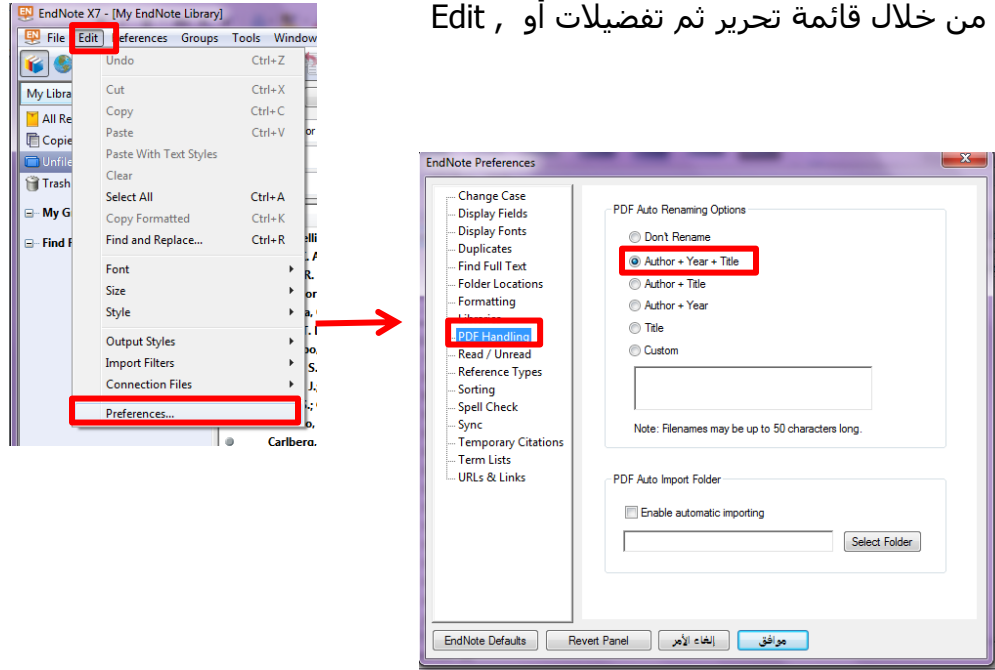 من خلال قائمة تحرير ثم تفضيلات أو , Edit
EndNote X7 - [My EndNote Library]
File Edit References Groups Tools Window
Undo Ctrl+Z
My Libra
Cut Ctrl+X
All Re
Copy Ctrl+C
Copie
Paste Ctrl+V
Unfile
Paste With Text Styles
Trash
Clear
Select All Ctrl+A
My G
Copy Formatted Ctrl+K
Find F
Find and Replace... Ctrl+R
Font
Size
Style
Output Styles
Import Filters
Connection Files
Preferences...
Carlberg,
EndNote Preferences
Change Case
Display Fields
Display Fonts
Duplicates
Find Full Text
Folder Locations
Formatting
Libraries
PDF Handling
Read / Unread
Reference Types
Sorting
Spell Check
Sync
Temporary Citations
Term Lists
URLs & Links
PDF Auto Renaming Options
Don't Rename
Author + Year + Title
Author + Title
Author + Year
Title
Custom
Note: Filenames may be up to 50 characters long.
PDF Auto Import Folder
Enable automatic importing
Select Folder
EndNote Defaults
Revert Panel
إلغاء الأمر
موافق